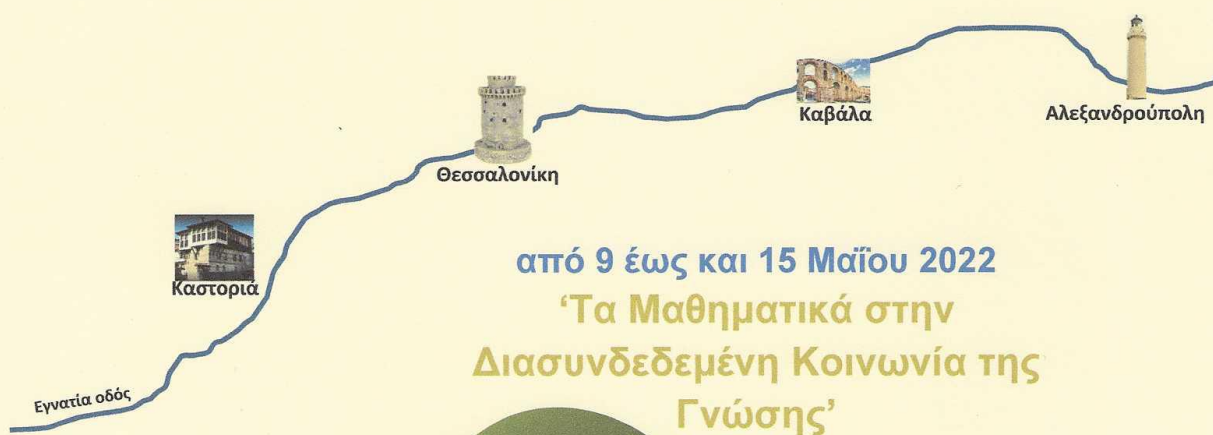 Καβάλα
Αλεξανδρούπολη
Θεσσαλονίκη
Καστοριά
από 9 έως και 15 Μαΐου 2022
‘Τα Μαθηματικά στην
Διασυνδεδεμένη Κοινωνία της
Γνώσης’
Εγνατία οδός